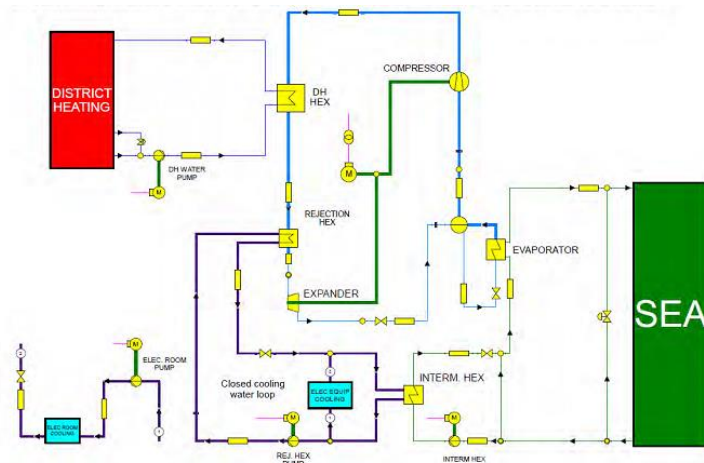 COMPRESSOR
DISTRICT
HEATING
DH
HEX
M
DH WATER
PUMP
M
REJECTION
HEX
EVAPORATOR
EXPANDER
SEA
M
ELEC. ROOM
PUMP
Closed cooling
water loop
ELEC EQUIP
COOLING
INTERM. HEX
M
M
ELEC ROOM
COOLING
REJ. HEX
PUMP
INTERM HEX